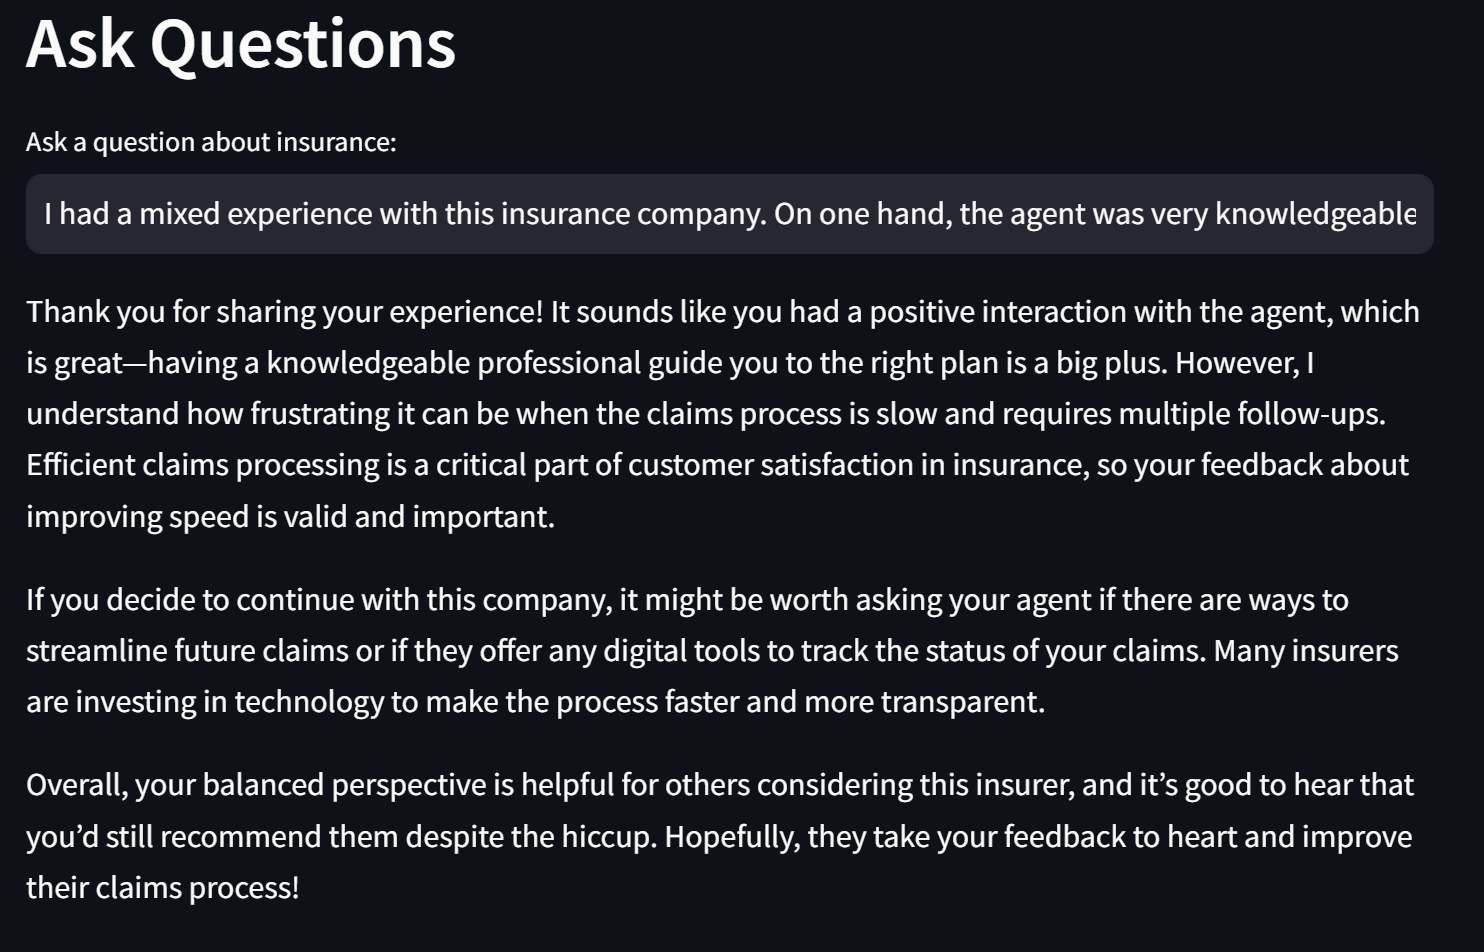 Ask Questions
Ask a question about insurance:
I had a mixed experience with this insurance company. On one hand, the agent was very knowledgeable
Thank you for sharing your experience! It sounds like you had a positive interaction with the agent, which
is great—having a knowledgeable professional guide you to the right plan is a big plus. However, I
understand how frustrating it can be when the claims process is slow and requires multiple follow-ups.
Efficient claims processing is a critical part of customer satisfaction in insurance, so your feedback about
improving speed is valid and important.
If you decide to continue with this company, it might be worth asking your agent if there are ways to
streamline future claims or if they offer any digital tools to track the status of your claims. Many insurers
are investing in technology to make the process faster and more transparent.
Overall, your balanced perspective is helpful for others considering this insurer, and it’s good to hear that
you’d still recommend them despite the hiccup. Hopefully, they take your feedback to heart and improve
their claims process!